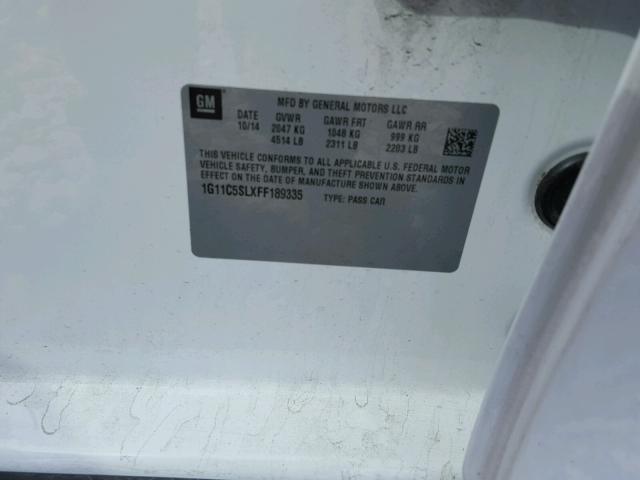 GM
MFD BY GENERAL MOTORS LLC
DATE GVWR GAWR FRT GAWR RR
10/14 2047 KG 1048 KG 999 KG
4514 LB 2311 LB 2203 LB
THIS VEHICLE CONFORMS TO ALL APPLICABLE U.S. FEDERAL MOTOR
VEHICLE SAFETY, BUMPER, AND THEFT PREVENTION STANDARDS IN
EFFECT ON THE DATE OF MANUFACTURE SHOWN ABOVE.
1G11C5SLXFF189335 TYPE: PASS CAR